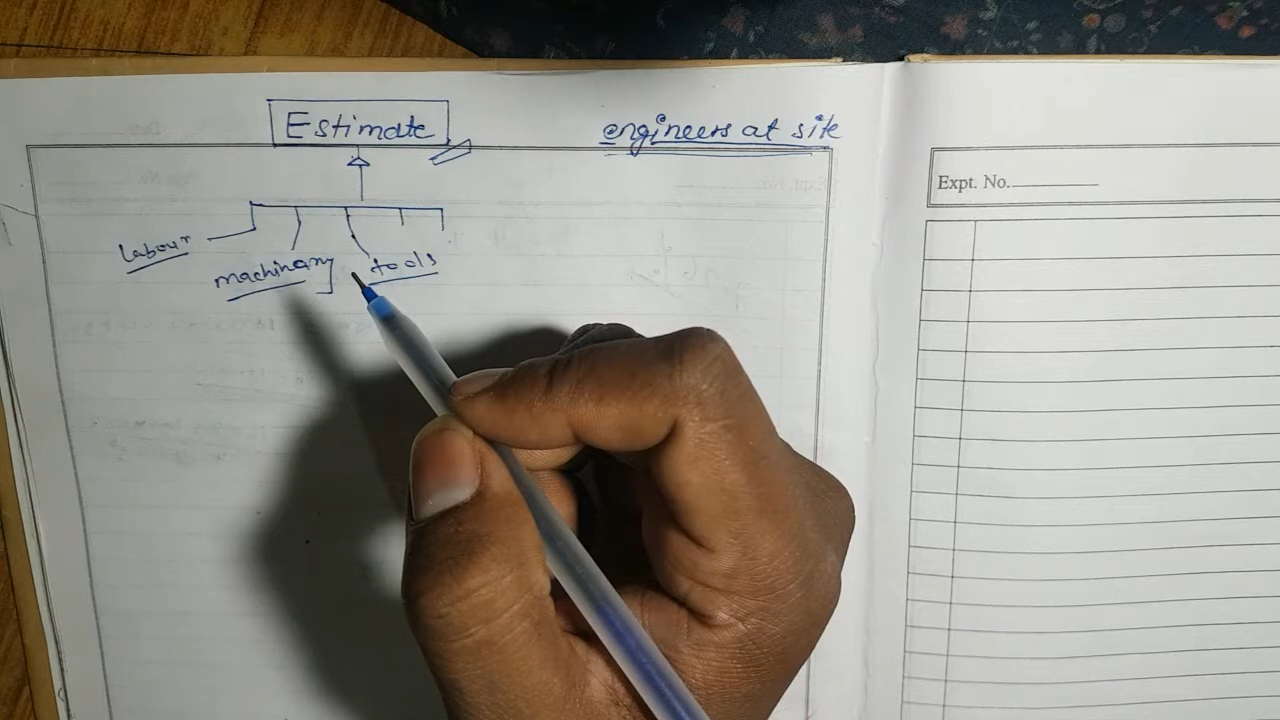 Estimate
engineers at site
Expt. No.
labour
machinary
tools